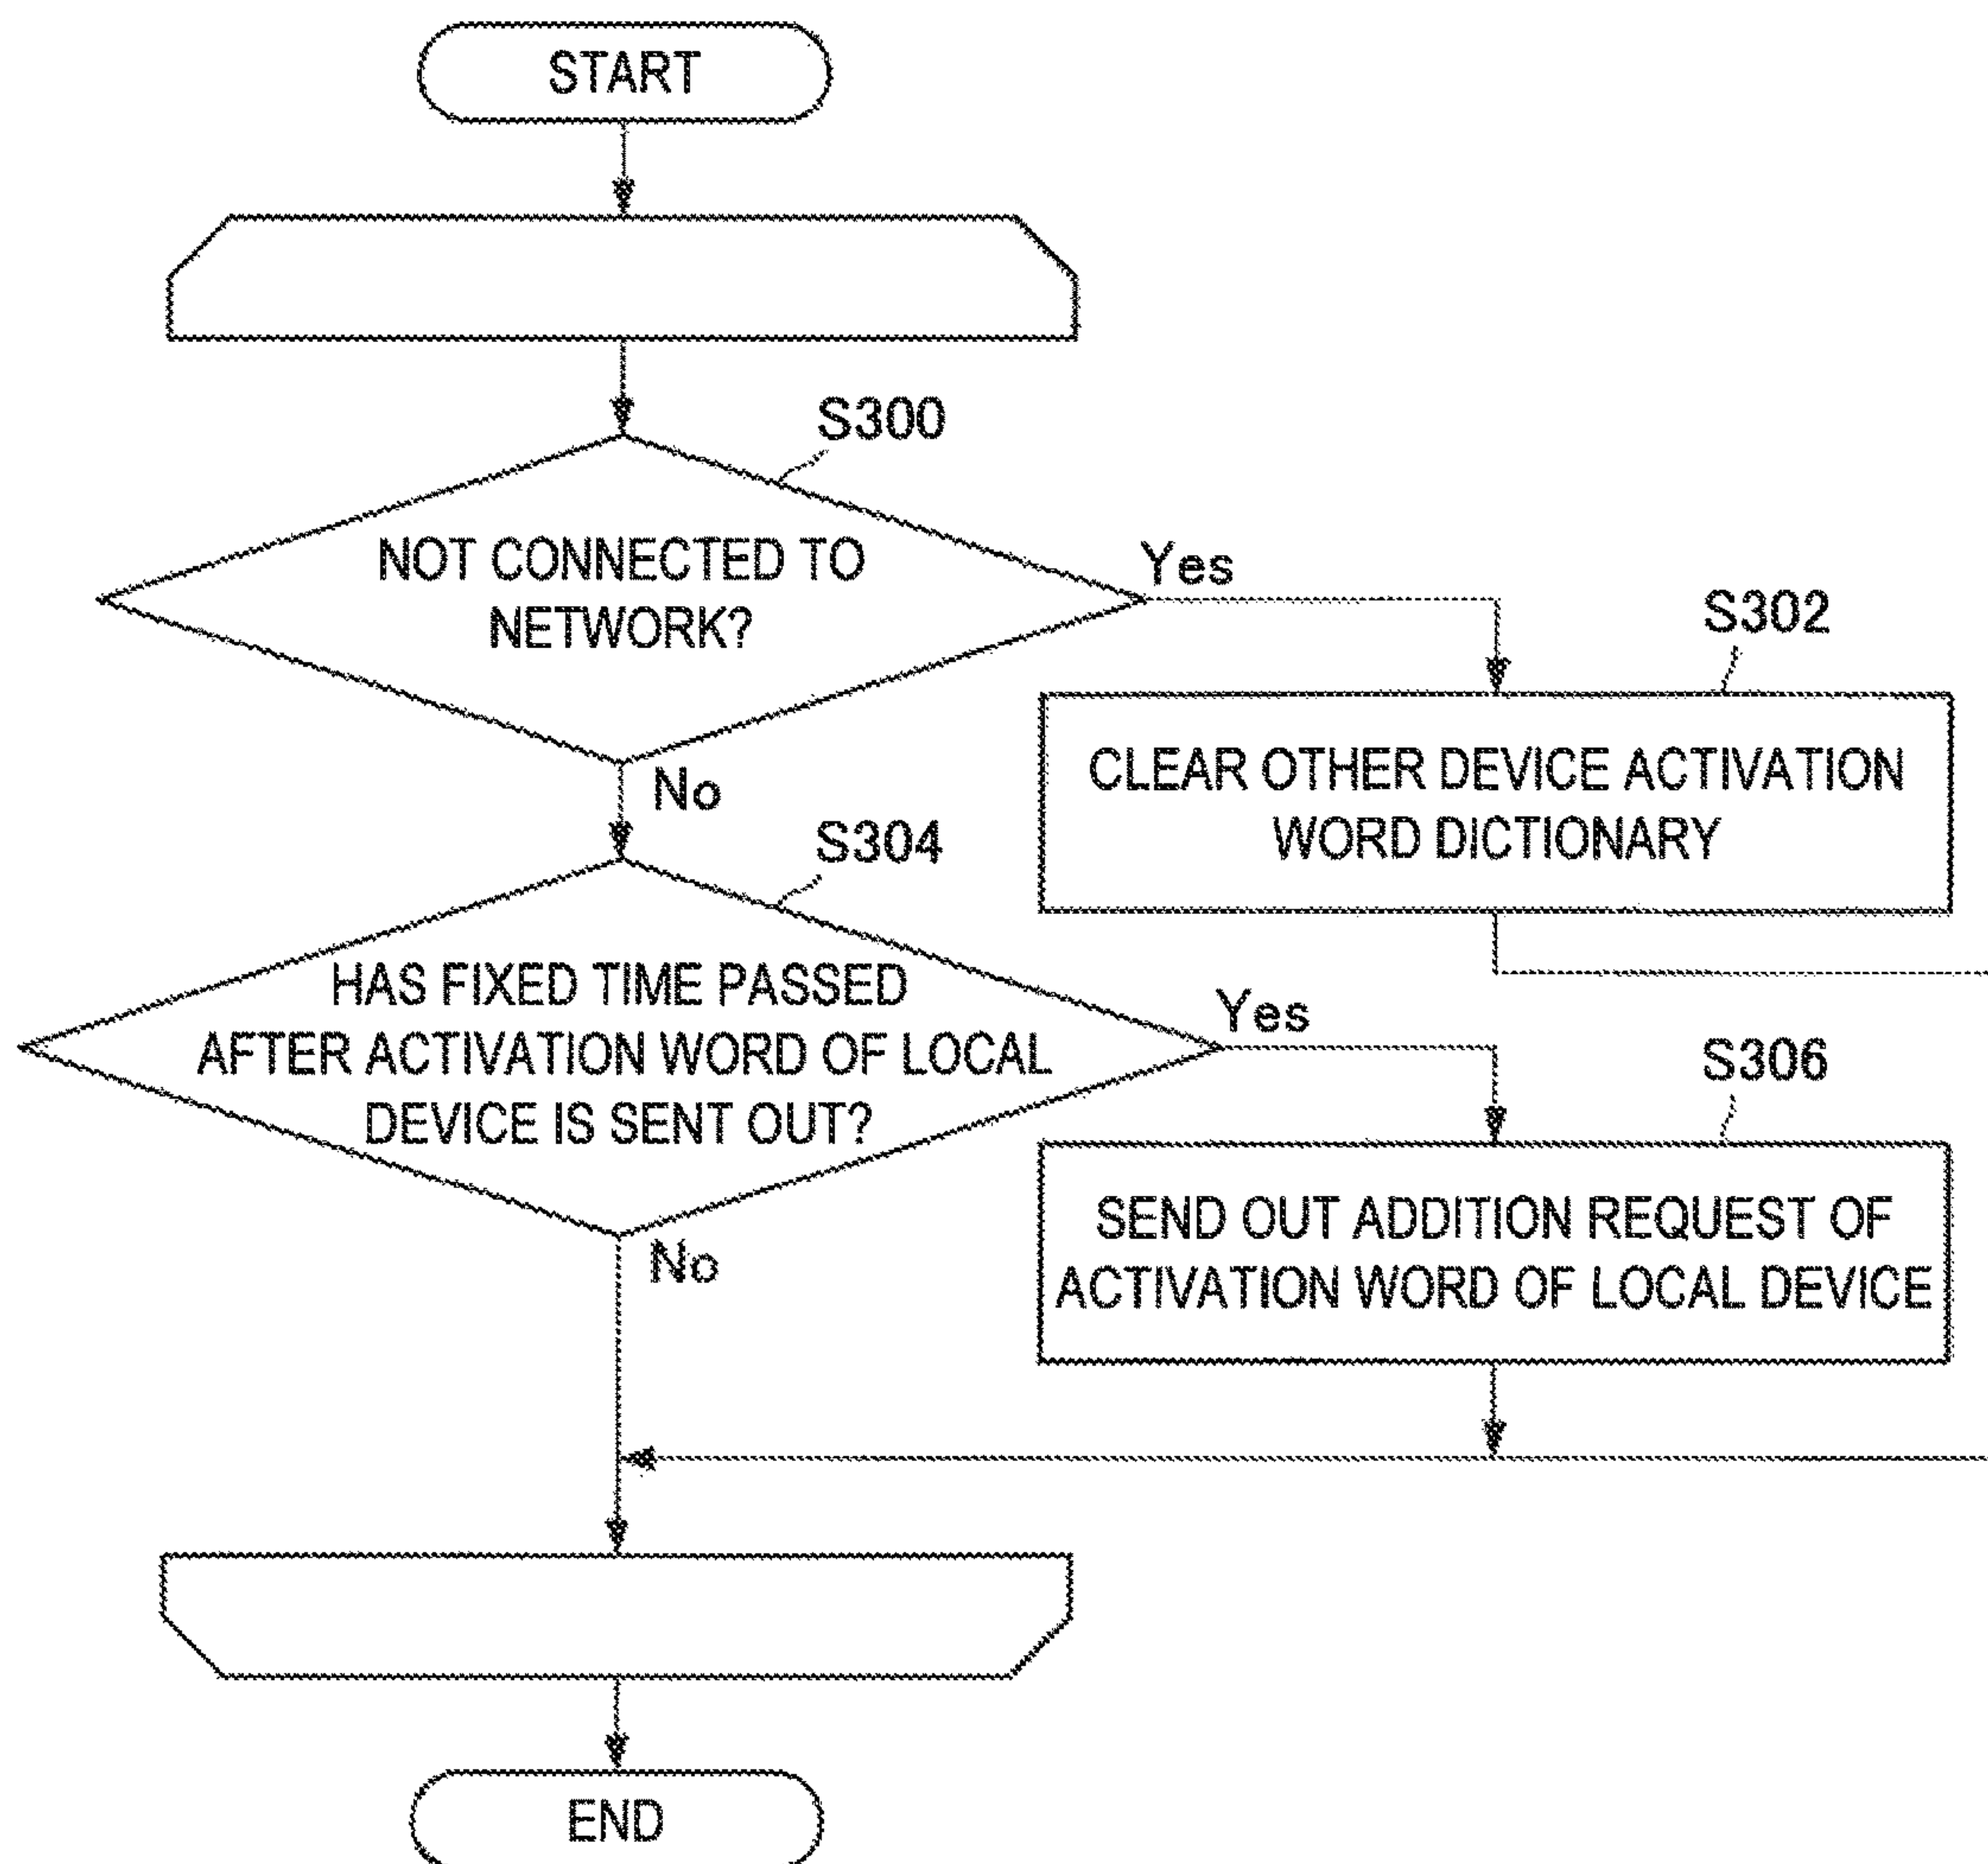 START
S300
NOT CONNECTED TO
NETWORK?
Yes
No
S302
CLEAR OTHER DEVICE ACTIVATION
WORD DICTIONARY
S304
HAS FIXED TIME PASSED
AFTER ACTIVATION WORD OF LOCAL
DEVICE IS SENT OUT?
Yes
No
S306
SEND OUT ADDITION REQUEST OF
ACTIVATION WORD OF LOCAL DEVICE
END